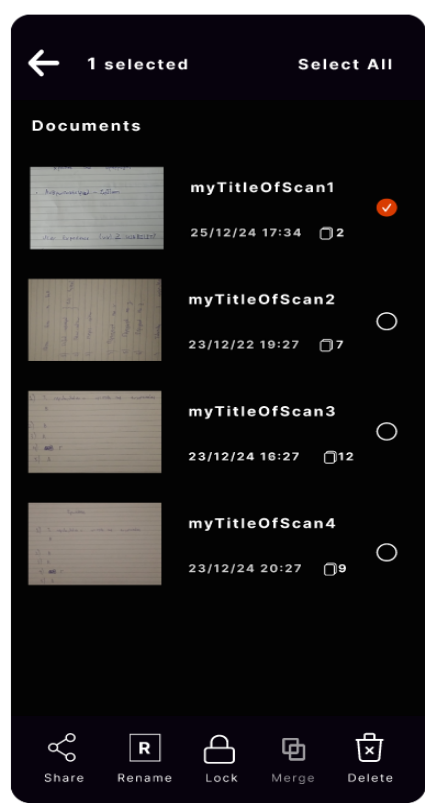 1 selected
Select All
Documents
myTitleOfScan1
25/12/24 17:34 2
myTitleOfScan2
23/12/22 19:27 7
myTitleOfScan3
23/12/24 16:27 12
myTitleOfScan4
23/12/24 20:27 9
R
Share Rename Lock Merge Delete